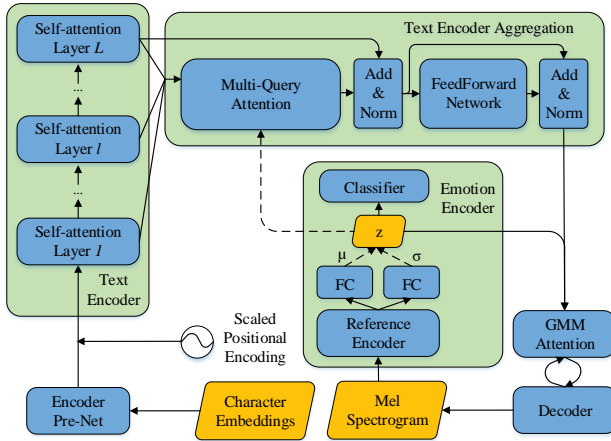 Self-attention
Layer L
...
Self-attention
Layer l
...
Self-attention
Layer 1
Text
Encoder
Text Encoder Aggregation
Multi-Query
Attention
Add
&
Norm
FeedForward
Network
Add
&
Norm
Classifier
Emotion
Encoder
z
μ
σ
FC
FC
Reference
Encoder
Scaled
Positional
Encoding
GMM
Attention
Encoder
Pre-Net
Character
Embeddings
Mel
Spectrogram
Decoder